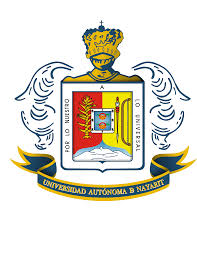 POR LO NUESTRO
A
LO UNIVERSAL
UNIVERSIDAD AUTÓNOMA DE NAYARIT